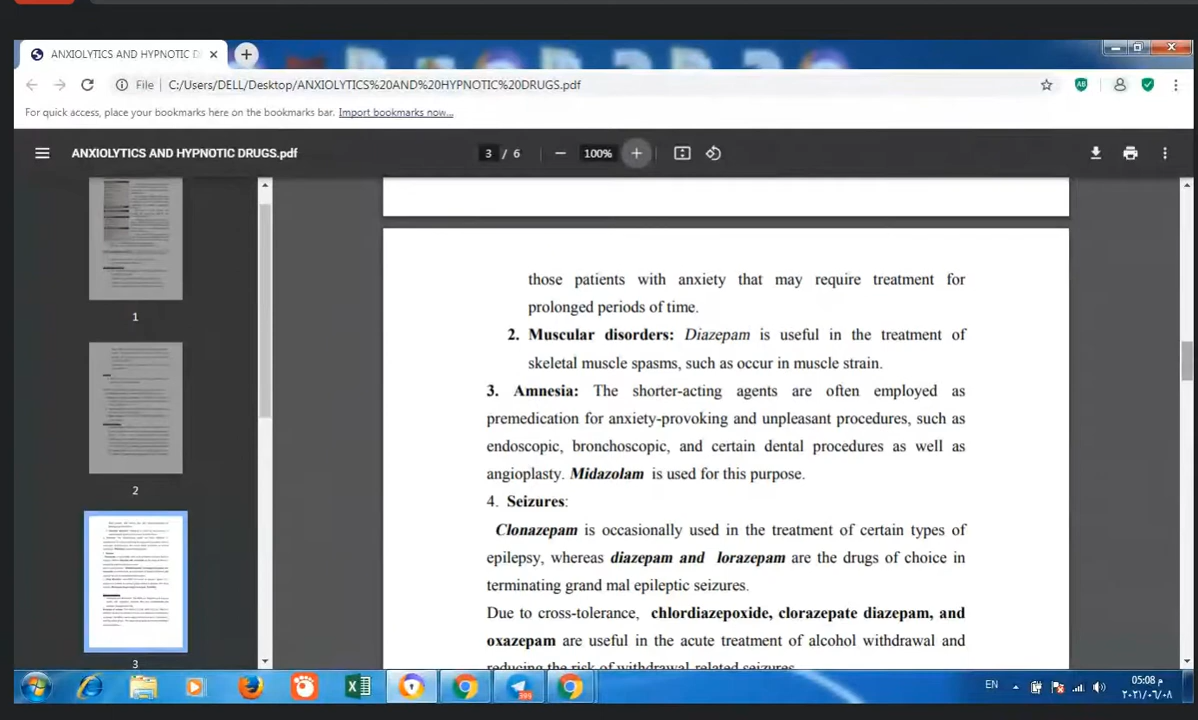 ANXIOLYTICS AND HYPNOTIC D
File C:/Users/DELL/Desktop/ANXIOLYTICS%20AND%20HYPNOTIC%20DRUGS.pdf
For quick access, place your bookmarks here on the bookmarks bar. Import bookmarks now...
ANXIOLYTICS AND HYPNOTIC DRUGS.pdf 3 / 6 100%
1
2
3
those patients with anxiety that may require treatment for
prolonged periods of time.
2. Muscular disorders: Diazepam is useful in the treatment of
skeletal muscle spasms, such as occur in muscle strain.
3. Amnesia: The shorter-acting agents are often employed as
premedication for anxiety-provoking and unpleasant procedures, such as
endoscopic, bronchoscopic, and certain dental procedures as well as
angioplasty. Midazolam is used for this purpose.
4. Seizures:
Clonazepam is occasionally used in the treatment of certain types of
epilepsy, whereas diazepam and lorazepam are the drugs of choice in
terminating grand mal epileptic seizures.
Due to cross-tolerance, chlordiazepoxide, clorazepate diazepam, and
oxazepam are useful in the acute treatment of alcohol withdrawal and
reducing the risk of withdrawal-related seizures
EN
05:08 م
٢٠٢١/٠٦/٠٨